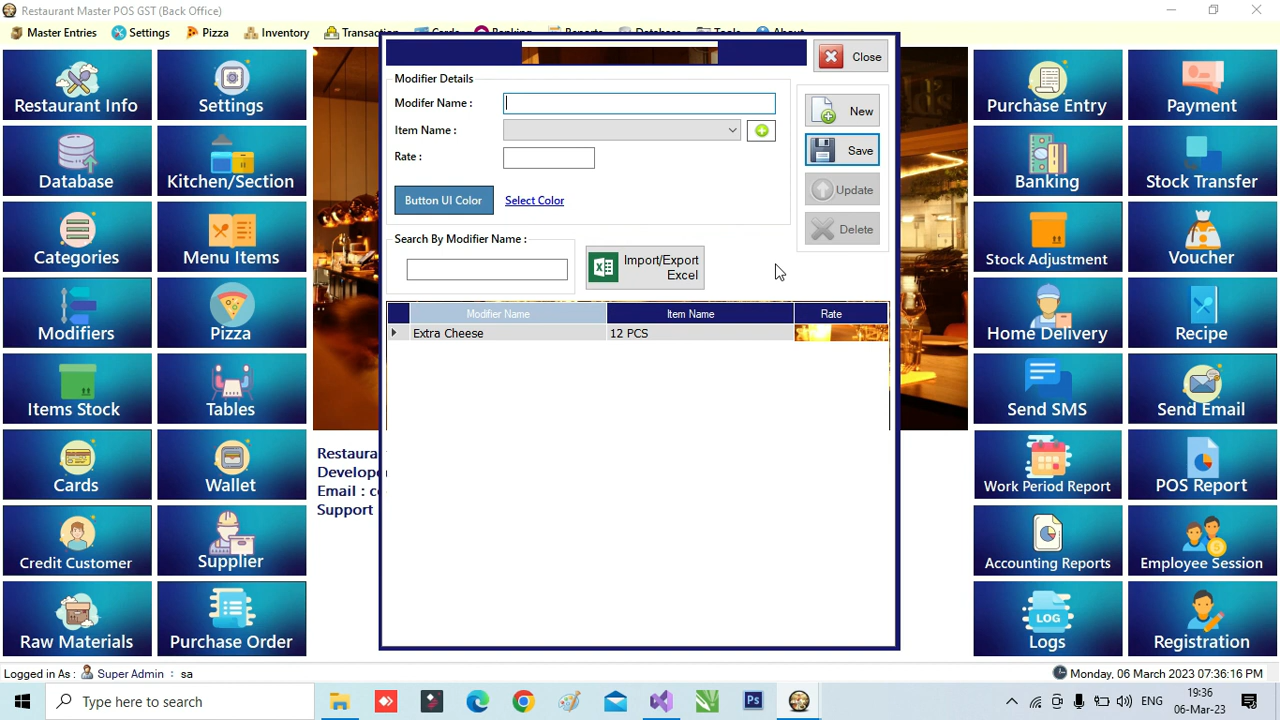 Restaurant Master POS GST (Back Office)
Master Entries Settings Pizza Inventory
Close
Modifier Details
Modifer Name :
Item Name :
Rate :
Button UI Color Select Color
New
Save
Update
Delete
Search By Modifier Name :
Import/Export
Excel
Modifier Name Item Name Rate
Extra Cheese 12 PCS
Restaurant Info Settings
Database Kitchen/Section
Categories Menu Items
Modifiers Pizza
Items Stock Tables
Cards Wallet
Credit Customer Supplier
Raw Materials Purchase Order
Email :
Support
Purchase Entry Payment
Banking Stock Transfer
Stock Adjustment Voucher
Home Delivery Recipe
Send SMS Send Email
Work Period Report POS Report
Accounting Reports Employee Session
LOG
Logs Registration
Logged in As : Super Admin : sa
Monday, 06 March 2023 07:36:16 PM
Type here to search
Ps
ENG
19:36
06-Mar-23